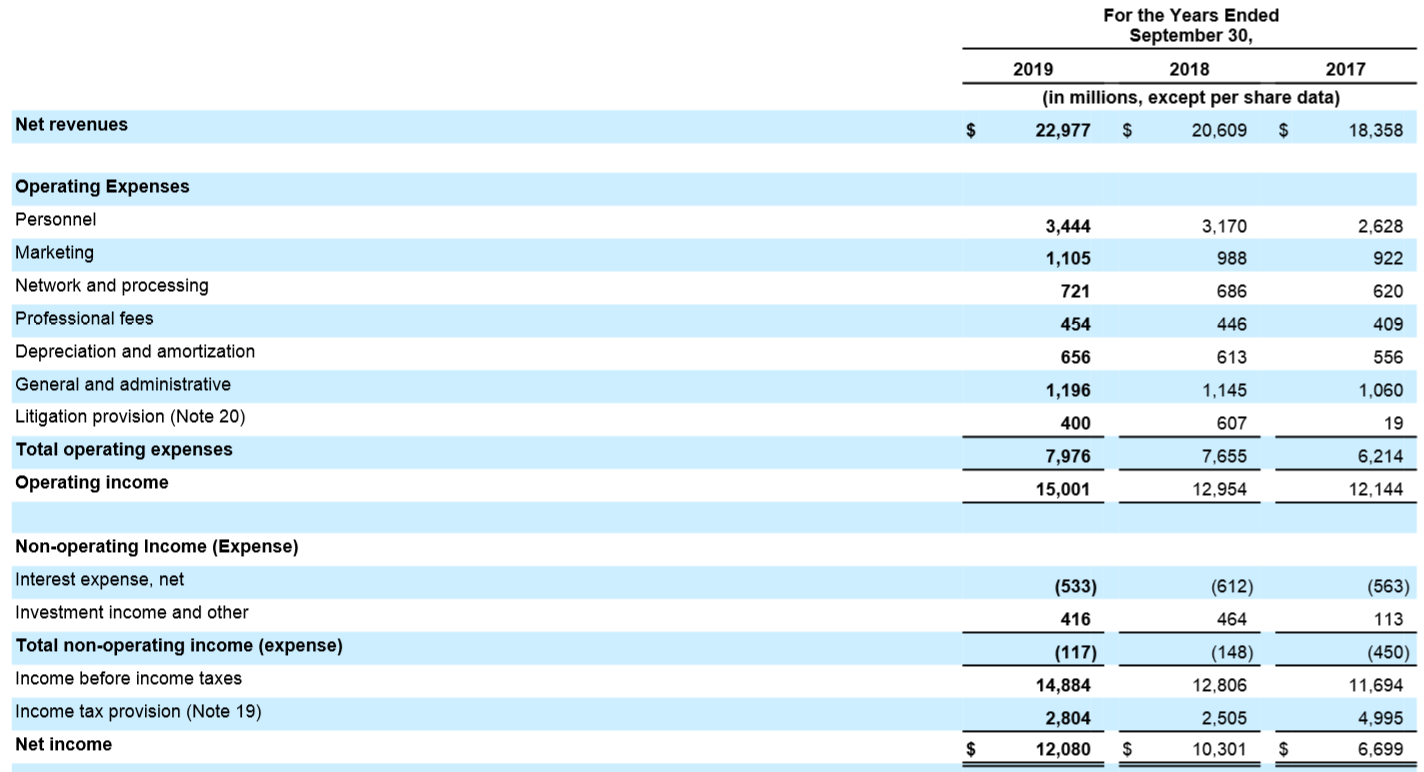 For the Years Ended
September 30,
2019 2018 2017
(in millions, except per share data)
Net revenues $ 22,977 $ 20,609 $ 18,358
Operating Expenses
Personnel 3,444 3,170 2,628
Marketing 1,105 988 922
Network and processing 721 686 620
Professional fees 454 446 409
Depreciation and amortization 656 613 556
General and administrative 1,196 1,145 1,060
Litigation provision (Note 20) 400 607 19
Total operating expenses 7,976 7,655 6,214
Operating income 15,001 12,954 12,144
Non-operating Income (Expense)
Interest expense, net (533) (612) (563)
Investment income and other 416 464 113
Total non-operating income (expense) (117) (148) (450)
Income before income taxes 14,884 12,806 11,694
Income tax provision (Note 19) 2,804 2,505 4,995
Net income $ 12,080 $ 10,301 $ 6,699